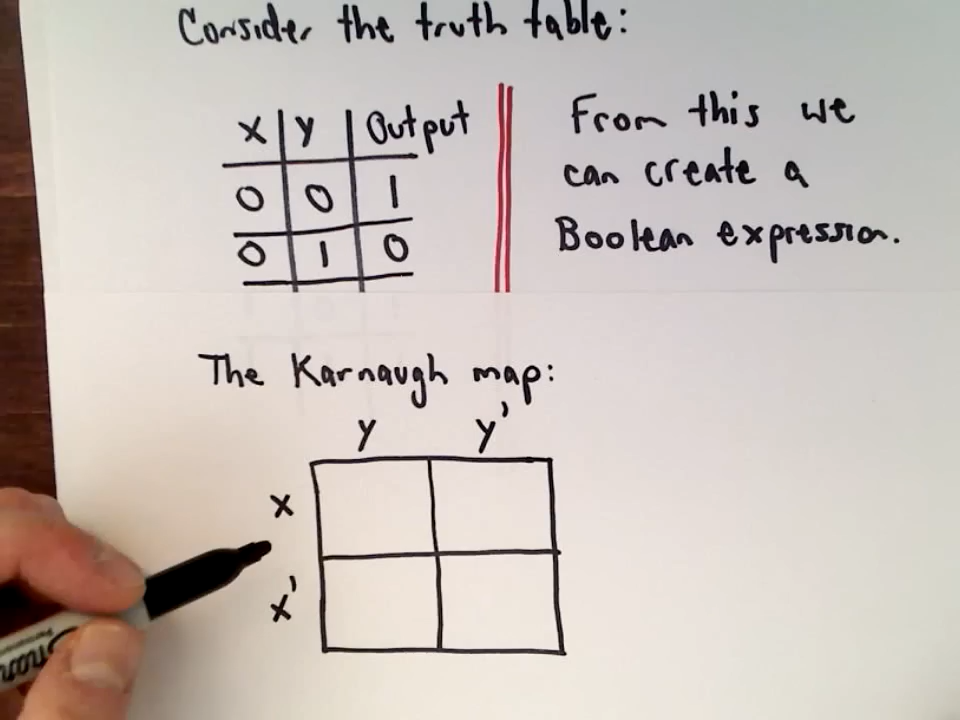 Consider the truth table:
x y Output
0 0 1
0 1 0
From this we
can create a
Boolean expression.
The Karnaugh map:
y y'
x
x'